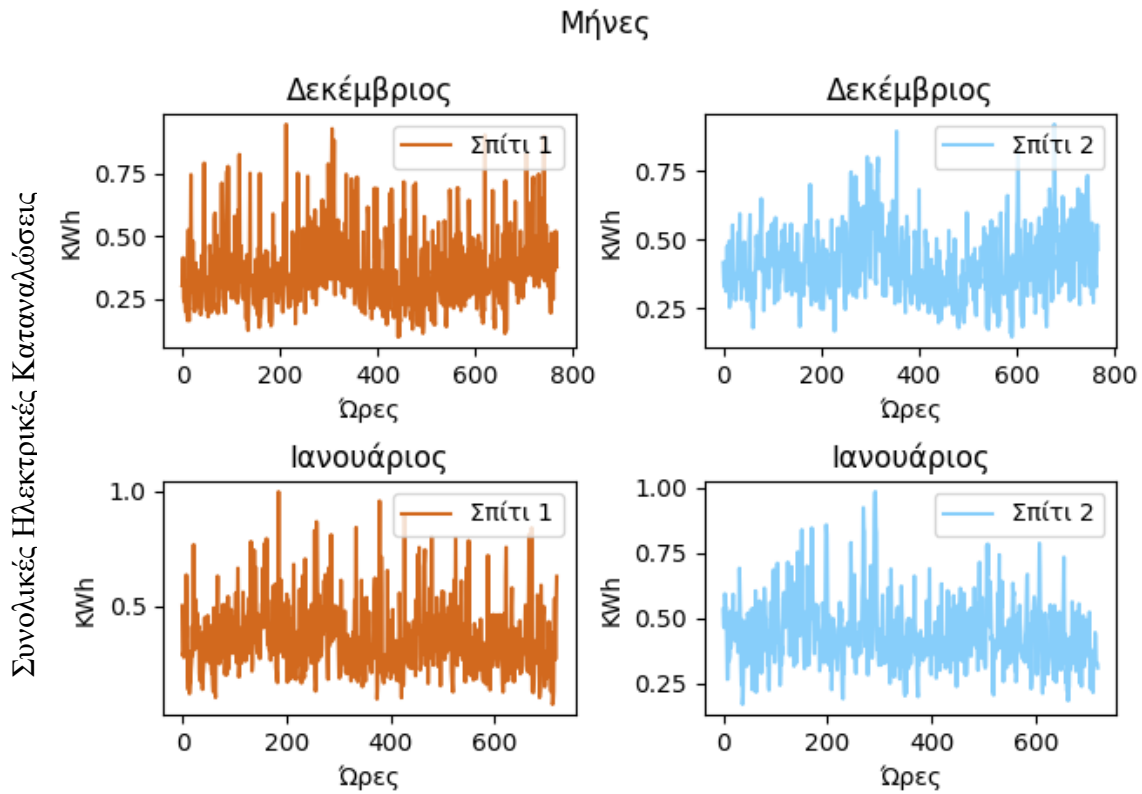 Μήνες
Συνολικές Ηλεκτρικές Καταναλώσεις
Δεκέμβριος
Σπίτι 1
KWh
0.75
0.50
0.25
0 200 400 600 800
Ώρες
Δεκέμβριος
Σπίτι 2
KWh
0.75
0.50
0.25
0 200 400 600 800
Ώρες
Ιανουάριος
Σπίτι 1
KWh
1.0
0.5
0 200 400 600
Ώρες
Ιανουάριος
Σπίτι 2
KWh
1.00
0.75
0.50
0.25
0 200 400 600
Ώρες